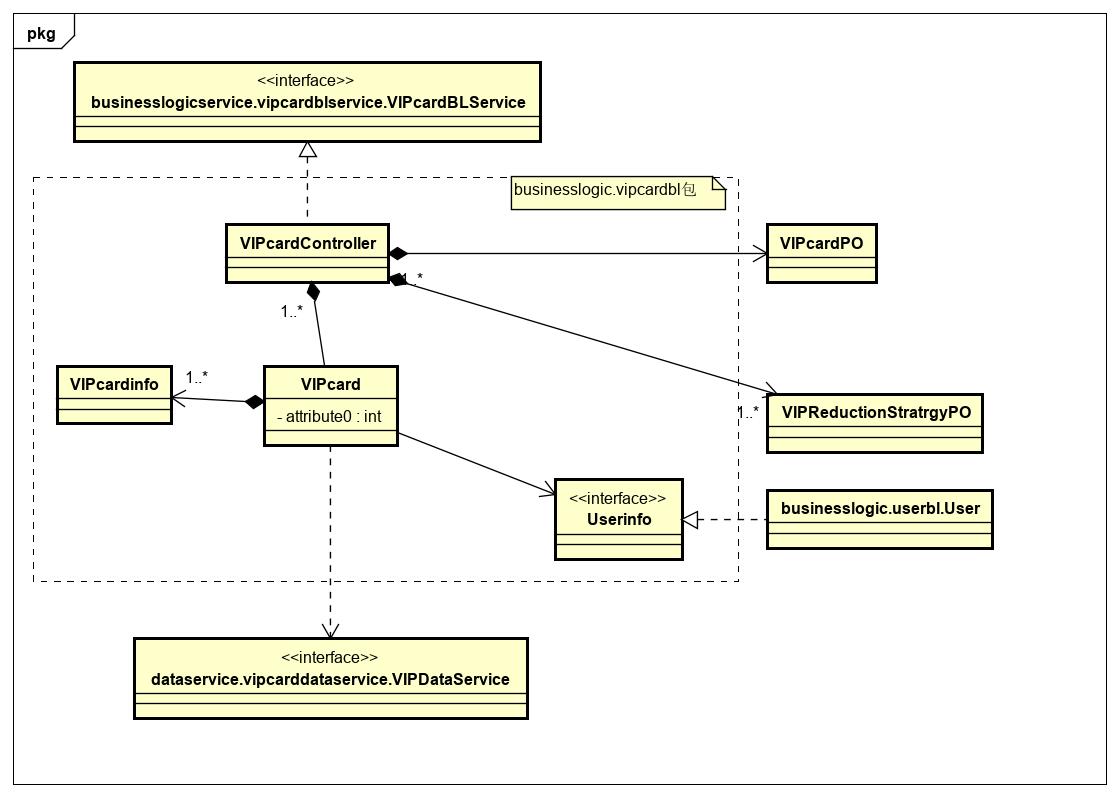 pkg
<<interface>>
businesslogicservice.vipcardblservice.VIPcardBLService
businesslogic.vipcardbl包
VIPcardController
VIPcardPO
1..*
1..*
VIPcardinfo
1..*
VIPcard
- attribute0 : int
1..*
VIPReductionStratrgyPO
<<interface>>
Userinfo
businesslogic.userbl.User
<<interface>>
dataservice.vipcarddataservice.VIPDataService